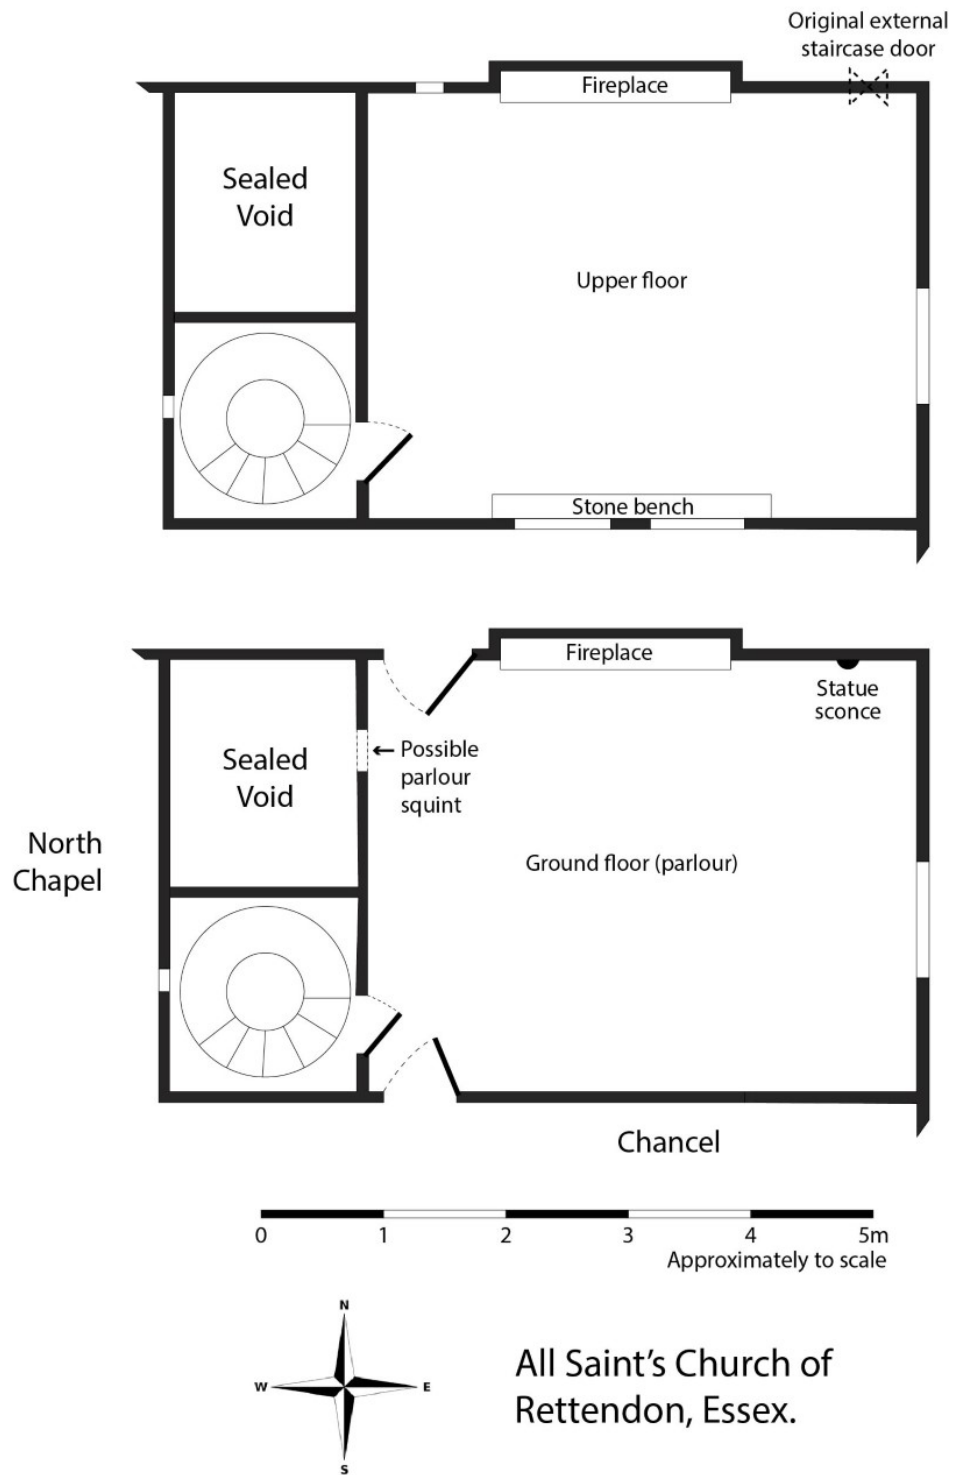 Original external
staircase door
Fireplace
Sealed
Void
Upper floor
Stone bench
Fireplace
Statue
sconce
Possible
parlour
squint
Sealed
Void
North
Chapel
Ground floor (parlour)
Chancel
0 1 2 3 4 5m
Approximately to scale
N
W E
S
All Saint's Church of
Rettendon, Essex.